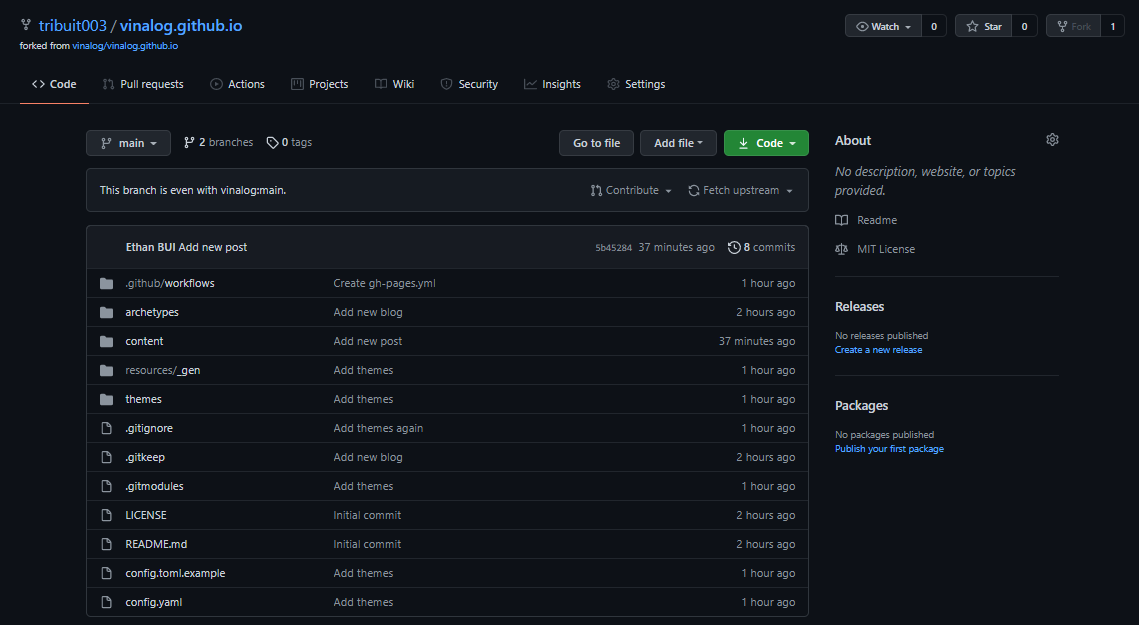 tribuit003 / vinalog.github.io
Watch 0 Star 0 Fork 1
forked from vinalog/vinalog.github.io
Code Pull requests Actions Projects Wiki Security Insights Settings
main 2 branches 0 tags Go to file Add file Code
This branch is even with vinalog:main. Contribute Fetch upstream
Ethan BUI Add new post 5b45284 37 minutes ago 8 commits
.github/workflows Create gh-pages.yml 1 hour ago
archetypes Add new blog 2 hours ago
content Add new post 37 minutes ago
resources/_gen Add themes 1 hour ago
themes Add themes 1 hour ago
.gitignore Add themes again 1 hour ago
.gitkeep Add new blog 2 hours ago
.gitmodules Add themes 1 hour ago
LICENSE Initial commit 2 hours ago
README.md Initial commit 2 hours ago
config.toml.example Add themes 1 hour ago
config.yaml Add themes 1 hour ago
About
No description, website, or topics
provided.
Readme
MIT License
Releases
No releases published
Create a new release
Packages
No packages published
Publish your first package